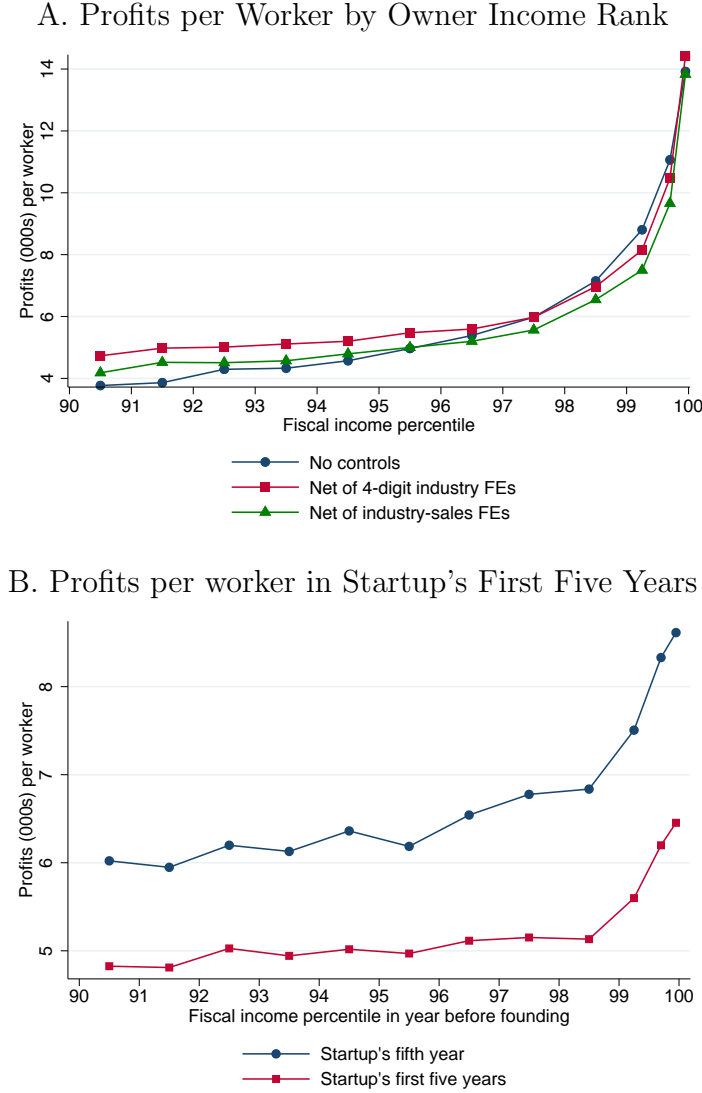 A. Profits per Worker by Owner Income Rank
Profits (000s) per worker
14
12
10
8
6
4
90 91 92 93 94 95 96 97 98 99 100
Fiscal income percentile
No controls
Net of 4-digit industry FEs
Net of industry-sales FEs
B. Profits per worker in Startup's First Five Years
Profits (000s) per worker
8
7
6
5
90 91 92 93 94 95 96 97 98 99 100
Fiscal income percentile in year before founding
Startup's fifth year
Startup's first five years